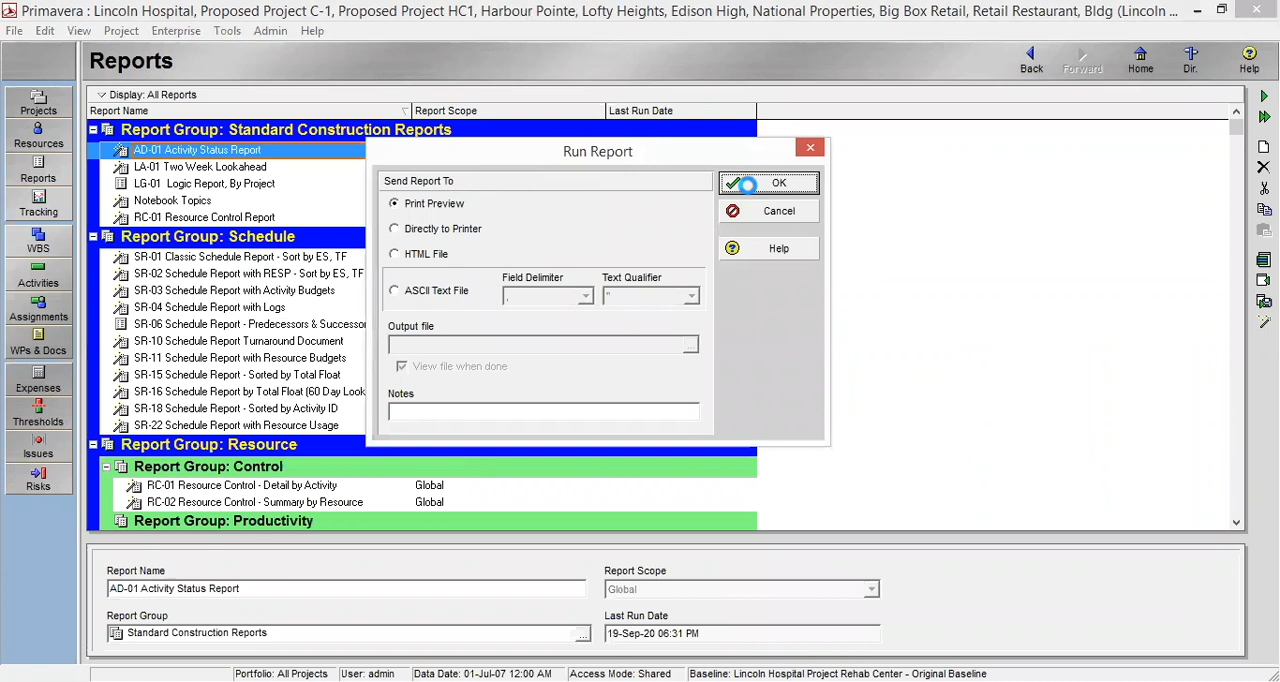 Primavera: Lincoln Hospital, Proposed Project C-1, Proposed Project HC1, Harbour Pointe, Lofty Heights, Edison High, National Properties, Big Box Retail, Retail Restaurant, Bldg (Lincoln ...
File Edit View Project Enterprise Tools Admin Help
Reports
Back Forward Home Dir. Help
Display: All Reports
Report Name Report Scope Last Run Date
Projects
Resources
Reports
Tracking
WBS
Activities
Assignments
WPs & Docs
Expenses
Thresholds
Issues
Risks
Report Group: Standard Construction Reports
AD-01 Activity Status Report
LA-01 Two Week Lookahead
LG-01 Logic Report, By Project
Notebook Topics
RC-01 Resource Control Report
Report Group: Schedule
SR-01 Classic Schedule Report - Sort by ES, TF
SR-02 Schedule Report with RESP - Sort by ES, TF
SR-03 Schedule Report with Activity Budgets
SR-04 Schedule Report with Logs
SR-06 Schedule Report - Predecessors & Successo
SR-10 Schedule Report Turnaround Document
SR-11 Schedule Report with Resource Budgets
SR-15 Schedule Report - Sorted by Total Float
SR-16 Schedule Report by Total Float (60 Day Look
SR-18 Schedule Report - Sorted by Activity ID
SR-22 Schedule Report with Resource Usage
Report Group: Resource
Report Group: Control
RC-01 Resource Control - Detail by Activity Global
RC-02 Resource Control - Summary by Resource Global
Report Group: Productivity
Run Report
Send Report To
Print Preview
Directly to Printer
HTML File
ASCII Text File
Field Delimiter
,
Text Qualifier
"
Output file
...
View file when done
Notes
OK
Cancel
Help
Report Name
AD-01 Activity Status Report
Report Scope
Global
Report Group
Standard Construction Reports ...
Last Run Date
19-Sep-20 06:31 PM
Portfolio: All Projects User: admin Data Date: 01-Jul-07 12:00 AM Access Mode: Shared Baseline: Lincoln Hospital Project Rehab Center - Original Baseline